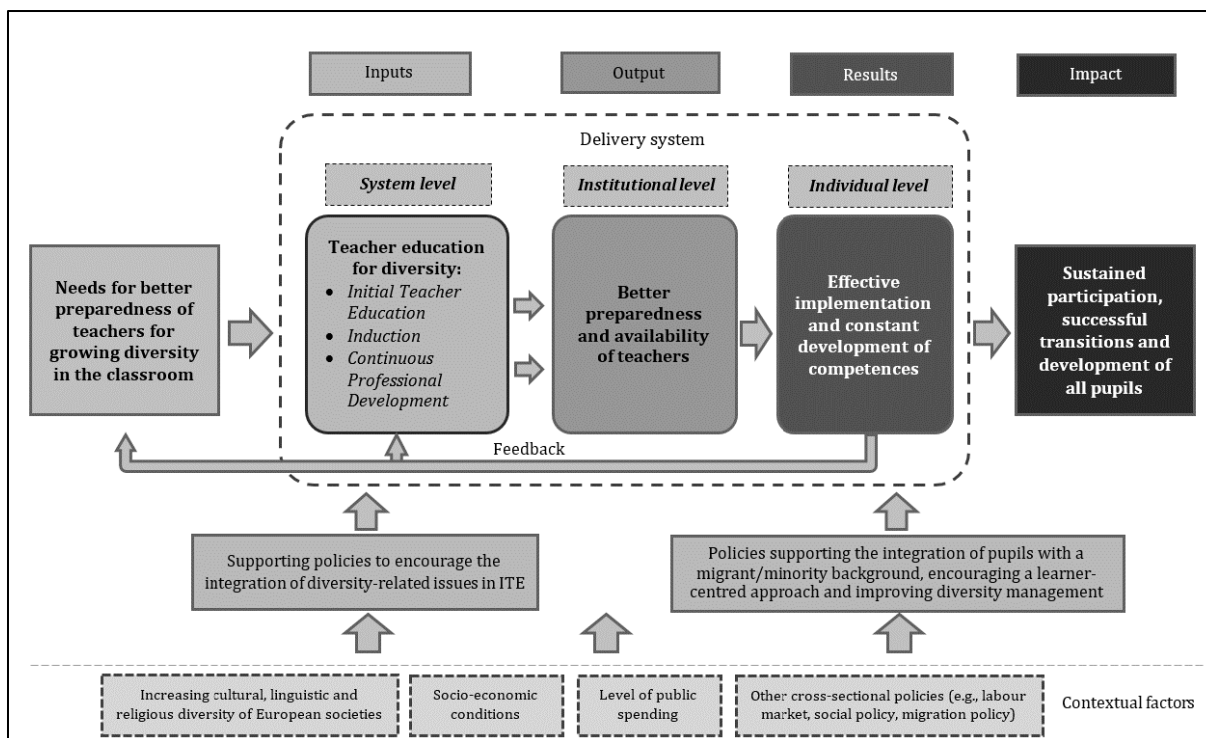 Inputs
Output
Results
Impact
Delivery system
System level
Institutional level
Individual level
Needs for better
preparedness of
teachers for
growing diversity
in the classroom
Teacher education
for diversity:
• Initial Teacher
Education
• Induction
• Continuous
Professional
Development
Better
preparedness
and availability
of teachers
Effective
implementation
and constant
development of
competences
Sustained
participation,
successful
transitions and
development of
all pupils
Feedback
Supporting policies to encourage the
integration of diversity-related issues in ITE
Policies supporting the integration of pupils with a
migrant/minority background, encouraging a learner-
centred approach and improving diversity management
Increasing cultural, linguistic and
religious diversity of European societies
Socio-economic
conditions
Level of public
spending
Other cross-sectional policies (e.g., labour
market, social policy, migration policy)
Contextual factors